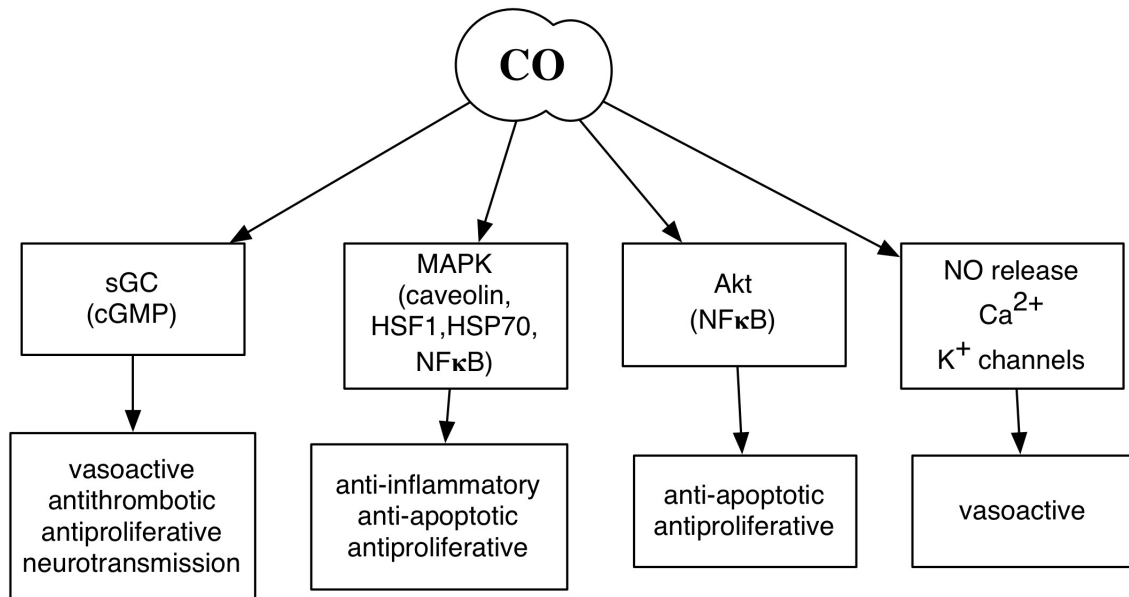 CO
sGC
(cGMP)
MAPK
(caveolin,
HSF1,HSP70,
NFκB)
Akt
(NFκB)
NO release
Ca2+
K+ channels
vasoactive
antithrombotic
antiproliferative
neurotransmission
anti-inflammatory
anti-apoptotic
antiproliferative
anti-apoptotic
antiproliferative
vasoactive